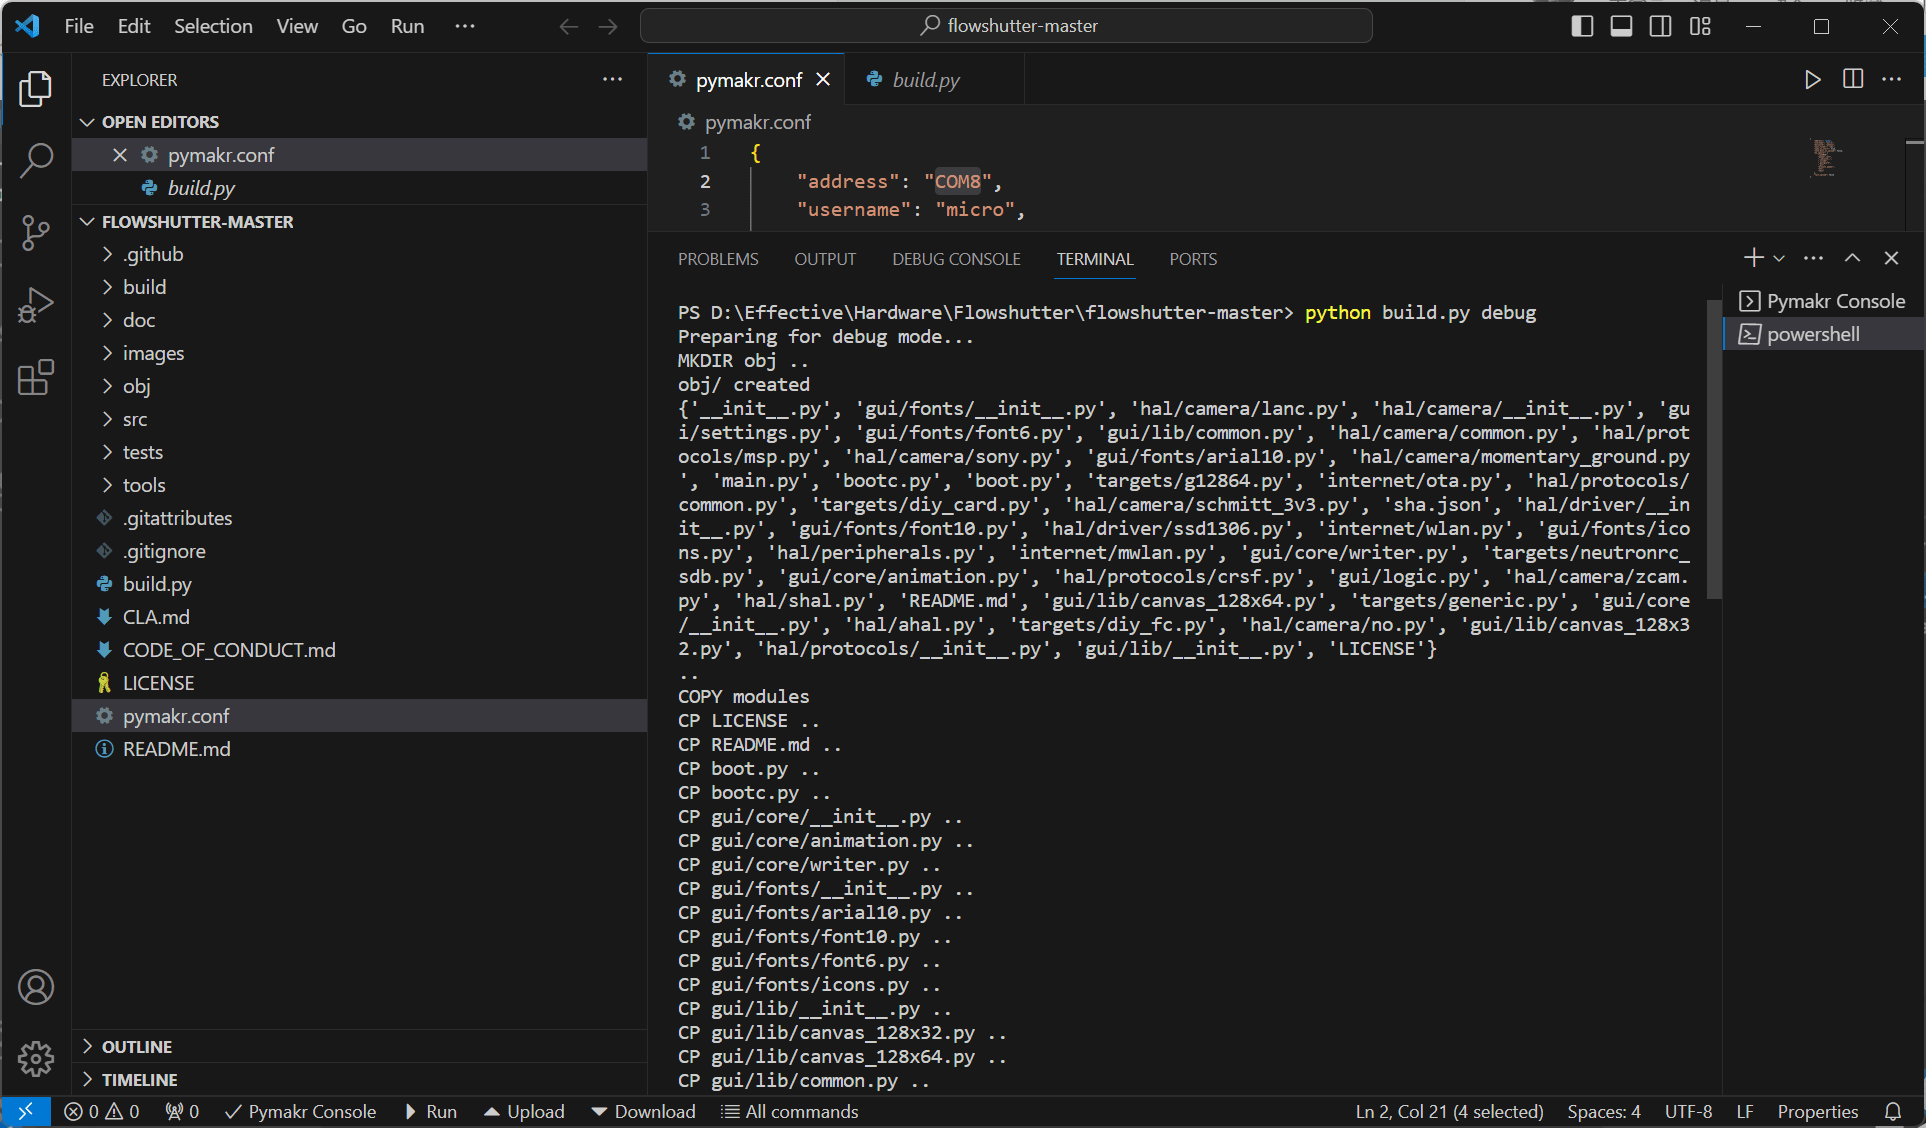 File Edit Selection View Go Run ··· flowshutter-master
EXPLORER
OPEN EDITORS
pymakr.conf
build.py
FLOWSHUTTER-MASTER
.github
build
doc
images
obj
src
tests
tools
.gitattributes
.gitignore
build.py
CLA.md
CODE_OF_CONDUCT.md
LICENSE
pymakr.conf
README.md
OUTLINE
TIMELINE
pymakr.conf build.py
pymakr.conf
1 {
2 "address": "COM8",
3 "username": "micro",
PROBLEMS OUTPUT DEBUG CONSOLE TERMINAL PORTS
PS D:\Effective\Hardware\Flowshutter\flowshutter-master> python build.py debug
Preparing for debug mode...
MKDIR obj ..
obj/ created
{'__init__.py', 'gui/fonts/__init__.py', 'hal/camera/lanc.py', 'hal/camera/__init__.py', 'gu
i/settings.py', 'gui/fonts/font6.py', 'gui/lib/common.py', 'hal/camera/common.py', 'hal/prot
ocols/msp.py', 'hal/camera/sony.py', 'gui/fonts/arial10.py', 'hal/camera/momentary_ground.py
', 'main.py', 'bootc.py', 'boot.py', 'targets/g12864.py', 'internet/ota.py', 'hal/protocols/
common.py', 'targets/diy_card.py', 'hal/camera/schmitt_3v3.py', 'sha.json', 'hal/driver/__in
it__.py', 'gui/fonts/font10.py', 'hal/driver/ssd1306.py', 'internet/wlan.py', 'gui/fonts/ico
ns.py', 'hal/peripherals.py', 'internet/mwlan.py', 'gui/core/writer.py', 'targets/neutronrc_
sdb.py', 'gui/core/animation.py', 'hal/protocols/crsf.py', 'gui/logic.py', 'hal/camera/zcam.
py', 'hal/shal.py', 'README.md', 'gui/lib/canvas_128x64.py', 'targets/generic.py', 'gui/core
/__init__.py', 'hal/ahal.py', 'targets/diy_fc.py', 'hal/camera/no.py', 'gui/lib/canvas_128x3
2.py', 'hal/protocols/__init__.py', 'gui/lib/__init__.py', 'LICENSE'}
..
COPY modules
CP LICENSE ..
CP README.md ..
CP boot.py ..
CP bootc.py ..
CP gui/core/__init__.py ..
CP gui/core/animation.py ..
CP gui/core/writer.py ..
CP gui/fonts/__init__.py ..
CP gui/fonts/arial10.py ..
CP gui/fonts/font10.py ..
CP gui/fonts/font6.py ..
CP gui/fonts/icons.py ..
CP gui/lib/__init__.py ..
CP gui/lib/canvas_128x32.py ..
CP gui/lib/canvas_128x64.py ..
CP gui/lib/common.py ..
Pymakr Console
powershell
0 0 0 Pymakr Console Run Upload Download All commands Ln 2, Col 21 (4 selected) Spaces: 4 UTF-8 LF Properties